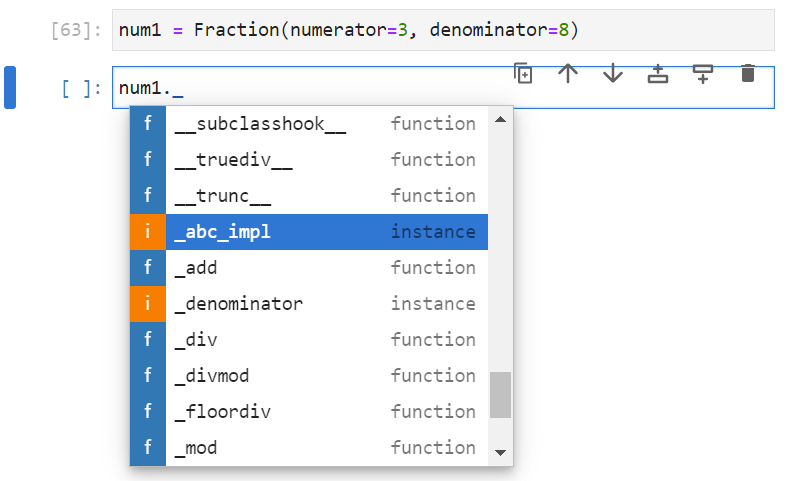 [63]: num1 = Fraction(numerator=3, denominator=8)
[ ]: num1._
f __subclasshook__ function
f __truediv__ function
f __trunc__ function
i _abc_impl instance
f _add function
i _denominator instance
f _div function
f _divmod function
f _floordiv function
f _mod function